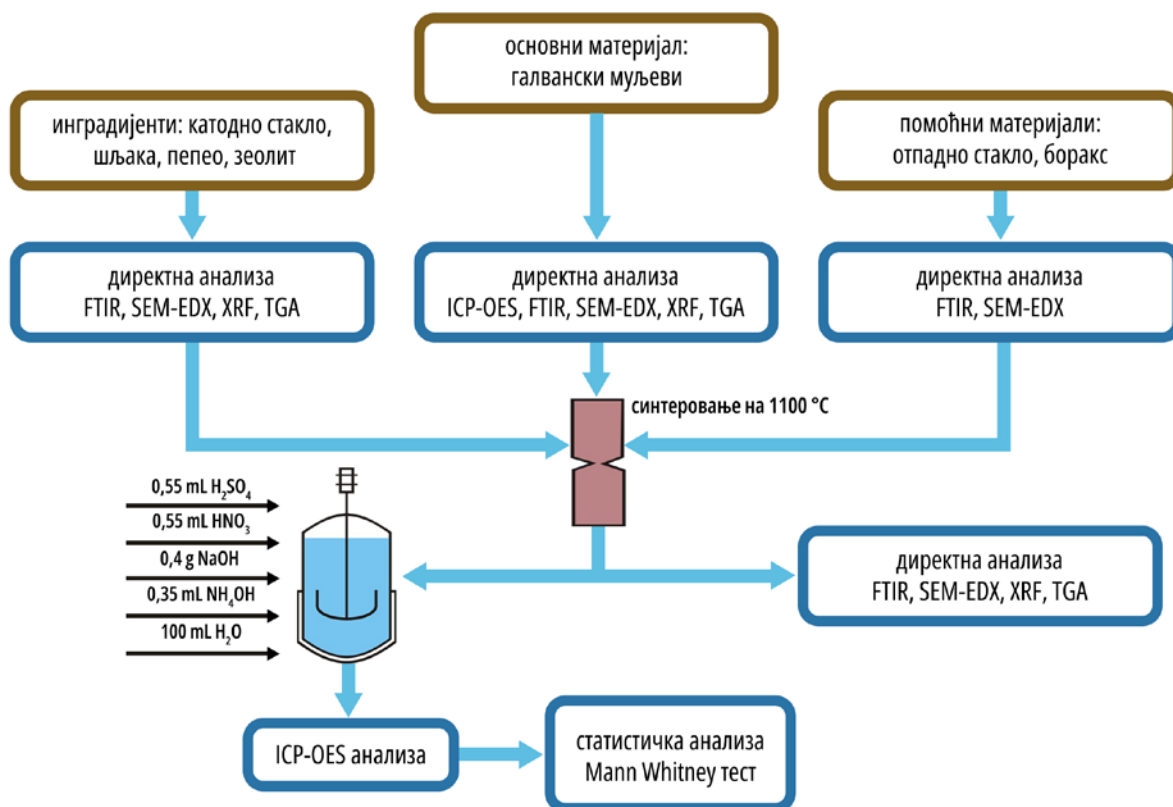 основни материјал:
галвански муљеви
инградијенти: катодно стакло,
шљака, пепео, зеолит
помоћни материјали:
отпадно стакло, боракс
директна анализа
FTIR, SEM-EDX, XRF, TGA
директна анализа
ICP-OES, FTIR, SEM-EDX, XRF, TGA
директна анализа
FTIR, SEM-EDX
синтеровање на 1100 °C
0,55 mL H₂SO₄
0,55 mL HNO₃
0,4 g NaOH
0,35 mL NH₄OH
100 mL H₂O
директна анализа
FTIR, SEM-EDX, XRF, TGA
ICP-OES анализа
статистичка анализа
Mann Whitney тест